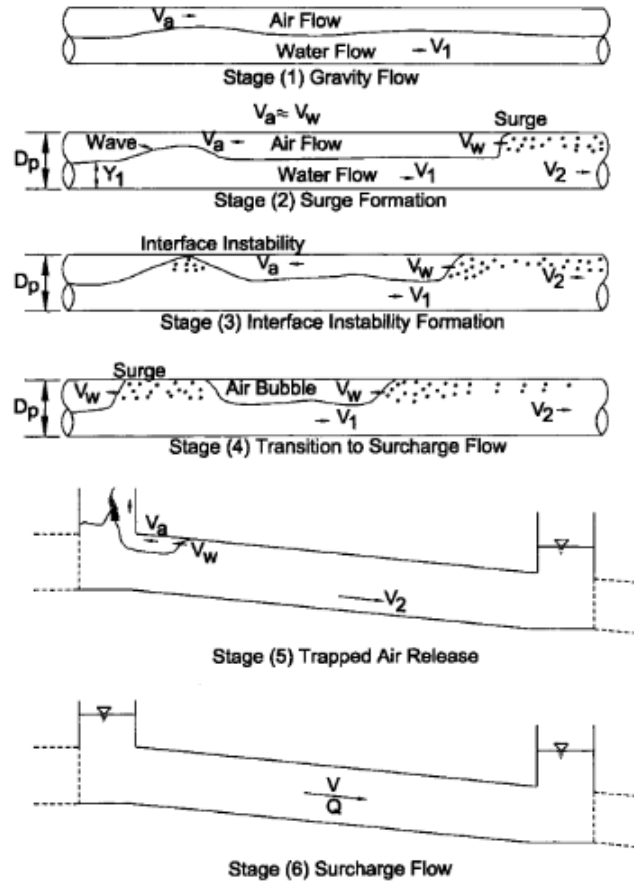 Va Air Flow
Water Flow V1
Stage (1) Gravity Flow
Va≈ Vw
Surge
Wave Va Air Flow Vw
Dp Y1 Water Flow V1 V2
Stage (2) Surge Formation
Interface Instability
Dp Va Vw V2
V1
Stage (3) Interface Instability Formation
Surge
Vw Air Bubble Vw
Dp V1 V2
Stage (4) Transition to Surcharge Flow
Va
Vw
V2
Stage (5) Trapped Air Release
V
Q
Stage (6) Surcharge Flow